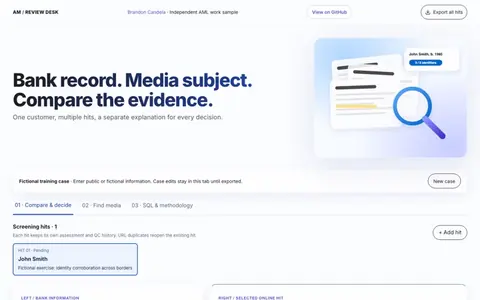 AM / REVIEW DESK
Brandon Candela · Independent AML work sample
View on GitHub
Export all hits
Bank record. Media subject.
Compare the evidence.
One customer, multiple hits, a separate explanation for every decision.
John Smith, b. 1985
Fictional training case · Enter public or fictional information. Case edits stay in this tab until exported.
New case
01 · Compare & decide
02 · Find media
03 · SQL & methodology
Screening hits · 1
Each hit keeps its own assessment and QC history. URL duplicates reopen the existing hit.
+ Add hit
HIT 01 · Pending
John Smith
Fictional exercise: identity corroboration across borders
LEFT / BANK INFORMATION
RIGHT / SELECTED ONLINE HIT